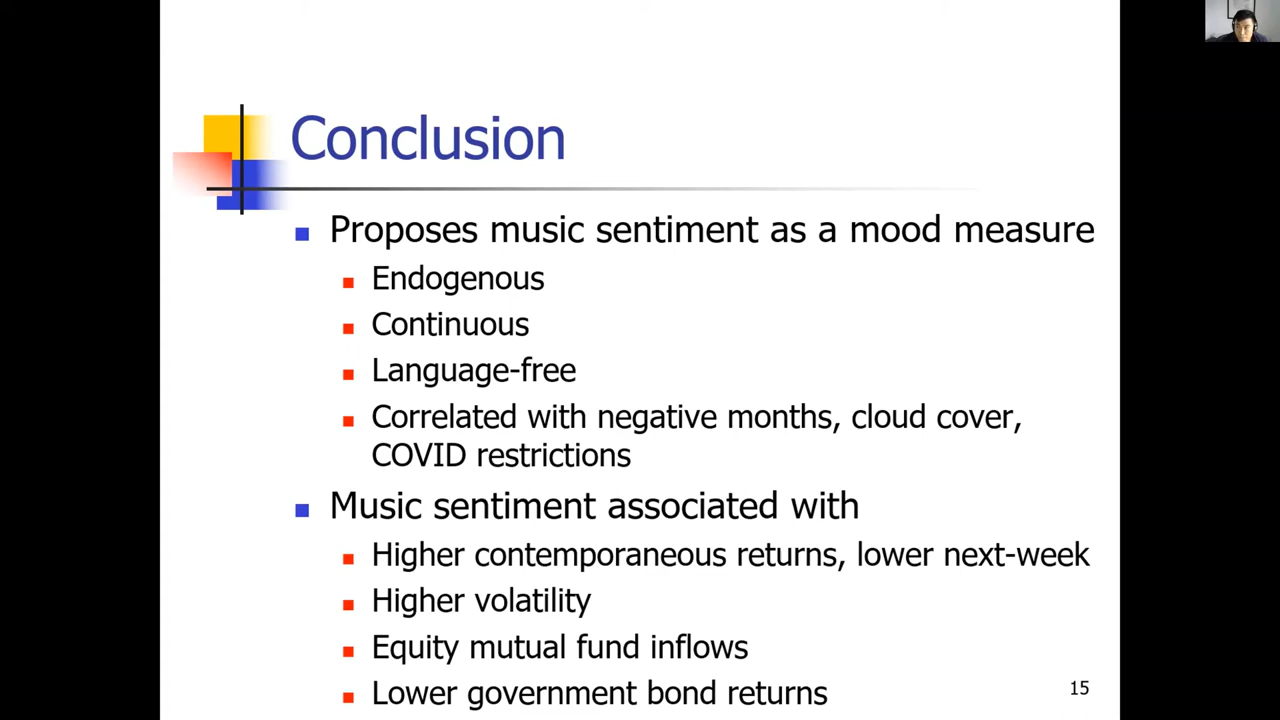 Conclusion
Proposes music sentiment as a mood measure
Endogenous
Continuous
Language-free
Correlated with negative months, cloud cover,
COVID restrictions
Music sentiment associated with
Higher contemporaneous returns, lower next-week
Higher volatility
Equity mutual fund inflows
Lower government bond returns
15